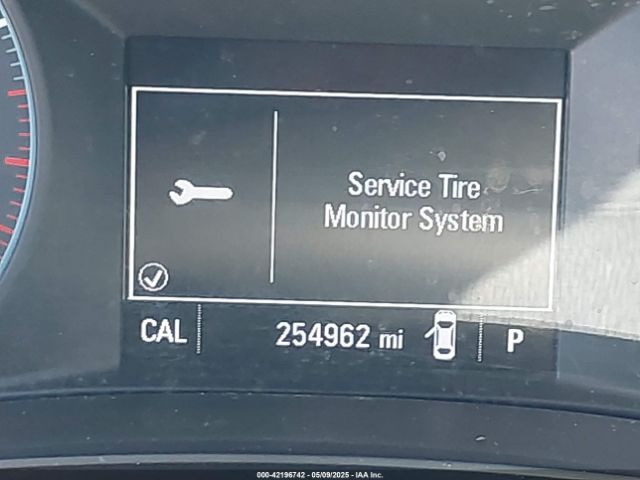 Service Tire
Monitor System
CAL 254962 mi P
000-42196742 - 05/09/2025 - IAA Inc.